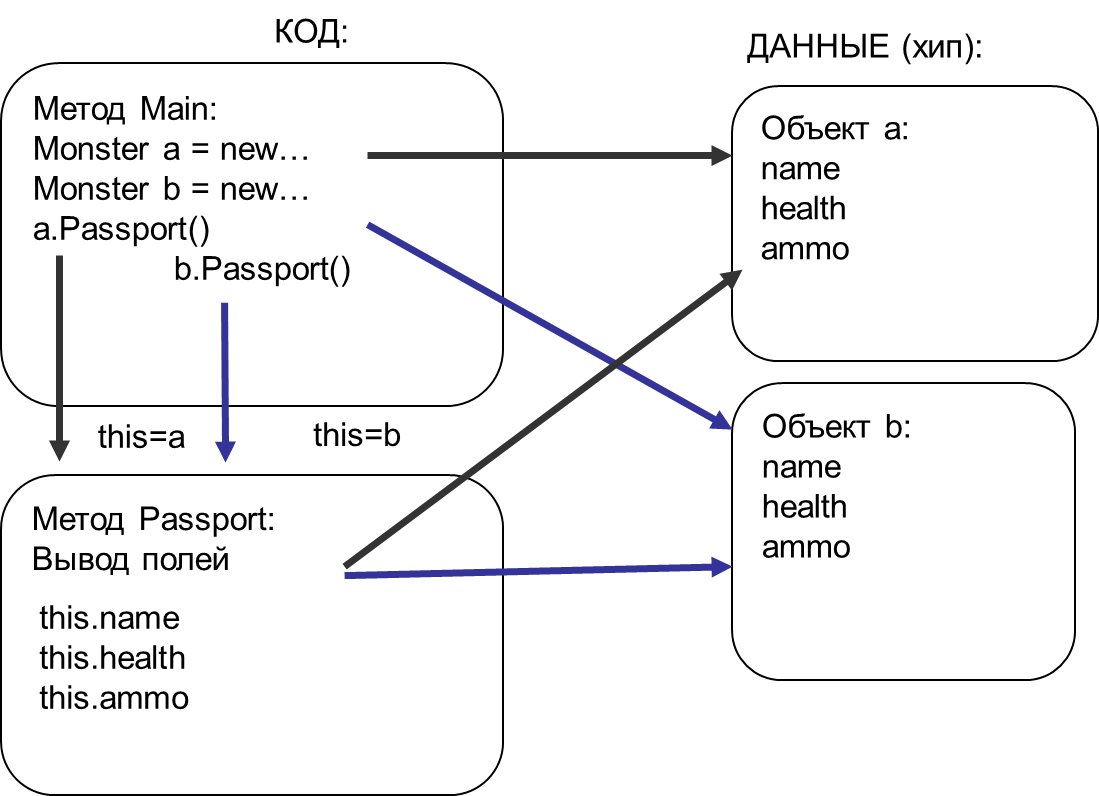 КОД:
Метод Main:
Monster a = new…
Monster b = new…
a.Passport()
b.Passport()
this=a
this=b
Метод Passport:
Вывод полей
this.name
this.health
this.ammo
ДАННЫЕ (хип):
Объект a:
name
health
ammo
Объект b:
name
health
ammo